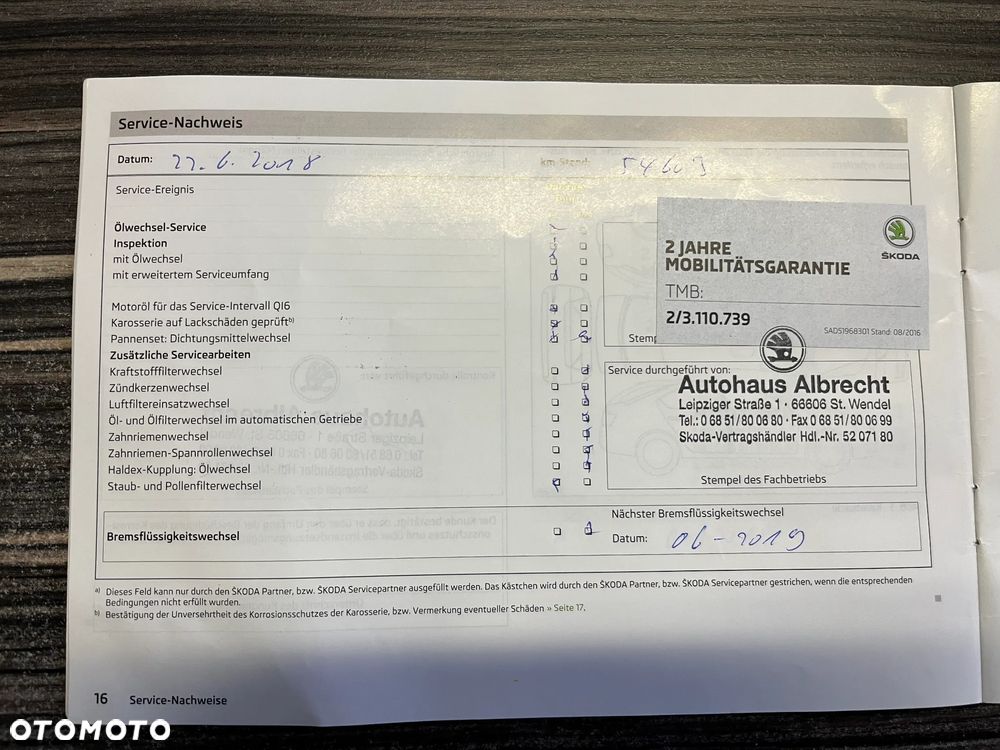 Service-Nachweis
Datum: 22.6.2018
km-Stand: 54609
Service-Ereignis
Ölwechsel-Service
Inspektion
mit Ölwechsel
mit erweitertem Serviceumfang
Motoröl für das Service-Intervall QI6
Karosserie auf Lackschäden geprüft b)
Pannenset: Dichtungsmittelwechsel
Zusätzliche Servicearbeiten
Kraftstofffilterwechsel
Zündkerzenwechsel
Luftfiltereinsatzwechsel
Öl- und Ölfilterwechsel im automatischen Getriebe
Zahnriemenwechsel
Zahnriemen-Spannrollenwechsel
Haldex-Kupplung: Ölwechsel
Staub- und Pollenfilterwechsel
2 JAHRE
MOBILITÄTSGARANTIE
ŠKODA
TMB:
2/3.110.739
SAD51968301 Stand: 08/2016
Service durchgeführt von:
Autohaus Albrecht
Leipziger Straße 1 · 66606 St. Wendel
Tel.: 0 68 51/80 06 80 · Fax 0 68 51/80 06 99
Skoda-Vertragshändler Hdl.-Nr. 52 071 80
Stempel des Fachbetriebs
Bremsflüssigkeitswechsel
Nächster Bremsflüssigkeitswechsel
Datum: 06-2019
a) Dieses Feld kann nur durch den ŠKODA Partner, bzw. ŠKODA Servicepartner ausgefüllt werden. Das Kästchen wird durch den ŠKODA Partner, bzw. ŠKODA Servicepartner gestrichen, wenn die entsprechenden
Bedingungen nicht erfüllt wurden.
b) Bestätigung der Unversehrtheit des Korrosionsschutzes der Karosserie, bzw. Vermerkung eventueller Schäden » Seite 17.
16 Service-Nachweise
OTOMOTO